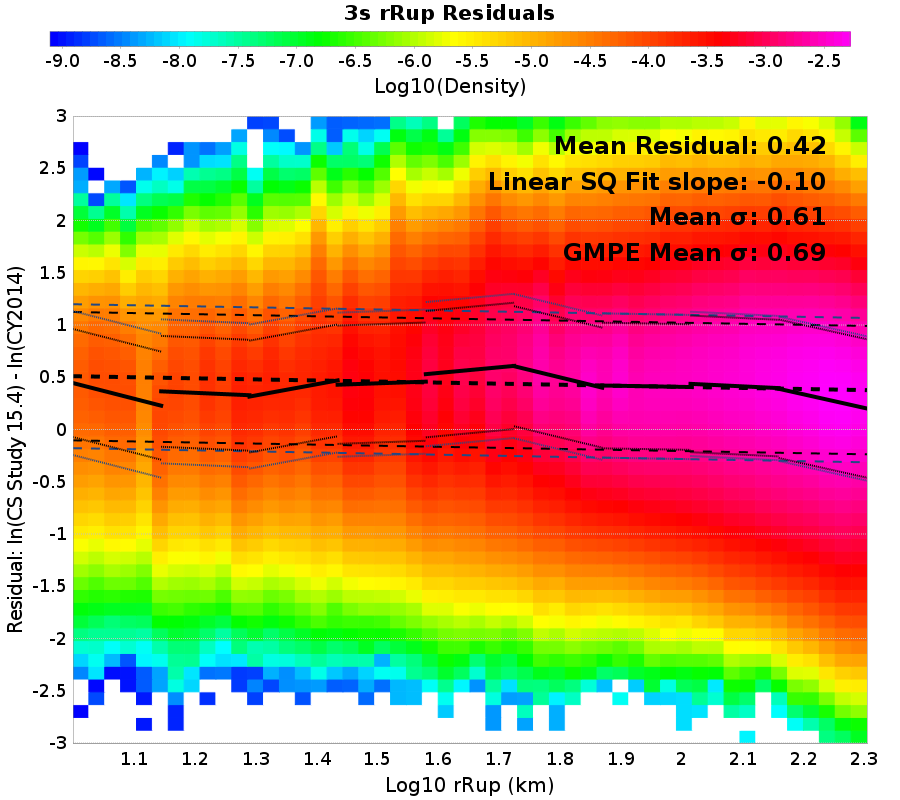 3s rRup Residuals
-9.0 -8.5 -8.0 -7.5 -7.0 -6.5 -6.0 -5.5 -5.0 -4.5 -4.0 -3.5 -3.0 -2.5
Log10(Density)
Mean Residual: 0.42
Linear SQ Fit slope: -0.10
Mean σ: 0.61
GMPE Mean σ: 0.69
Residual: ln(CS Study 15.4) - ln(CY2014)
3
2.5
2
1.5
1
0.5
0
-0.5
-1
-1.5
-2
-2.5
-3
1.1 1.2 1.3 1.4 1.5 1.6 1.7 1.8 1.9 2 2.1 2.2 2.3
Log10 rRup (km)